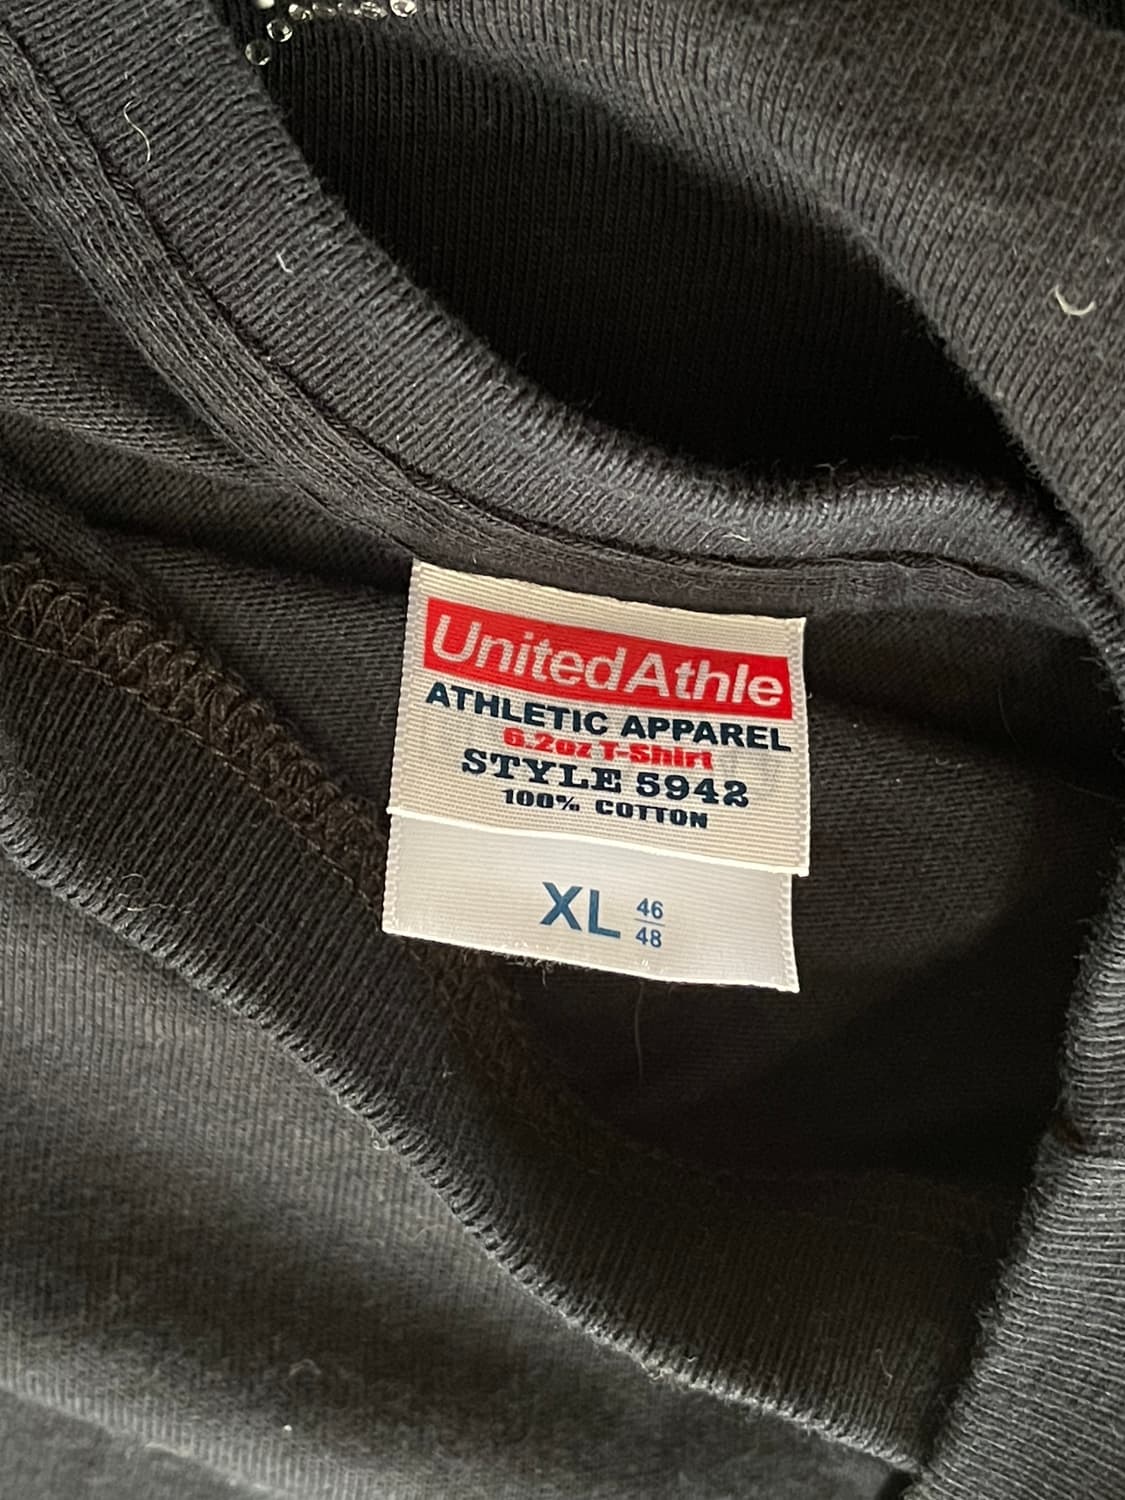 UnitedAthle
ATHLETIC APPAREL
6.2oz T-Shirt
STYLE 5942
100% COTTON
XL 46
48